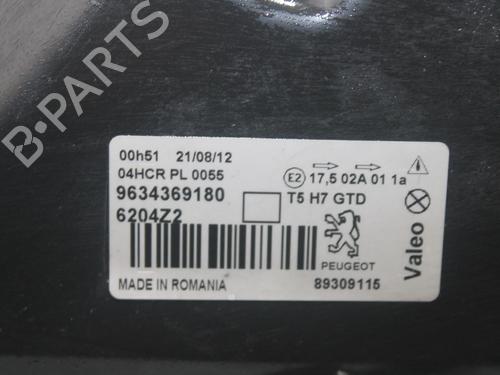 B-PARTS
00h51 21/08/12
04HCR PL 0055
9634369180
6204Z2
E2 17,5 02A 01 1a
T5 H7 GTD
PEUGEOT
Valeo
MADE IN ROMANIA
89309115